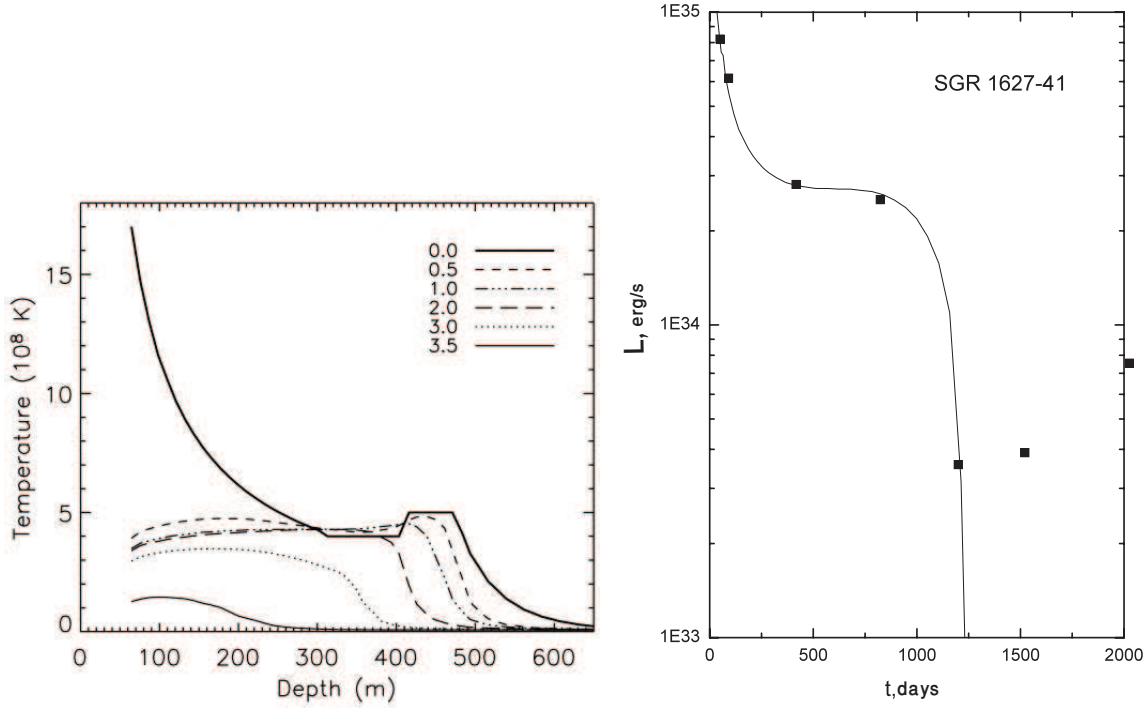 15
10
5
0
Temperature (10⁸ K)
0.0
0.5
1.0
2.0
3.0
3.5
0 100 200 300 400 500 600
Depth (m)
1E35
1E34
1E33
L, erg/s
SGR 1627-41
0 500 1000 1500 2000
t,days